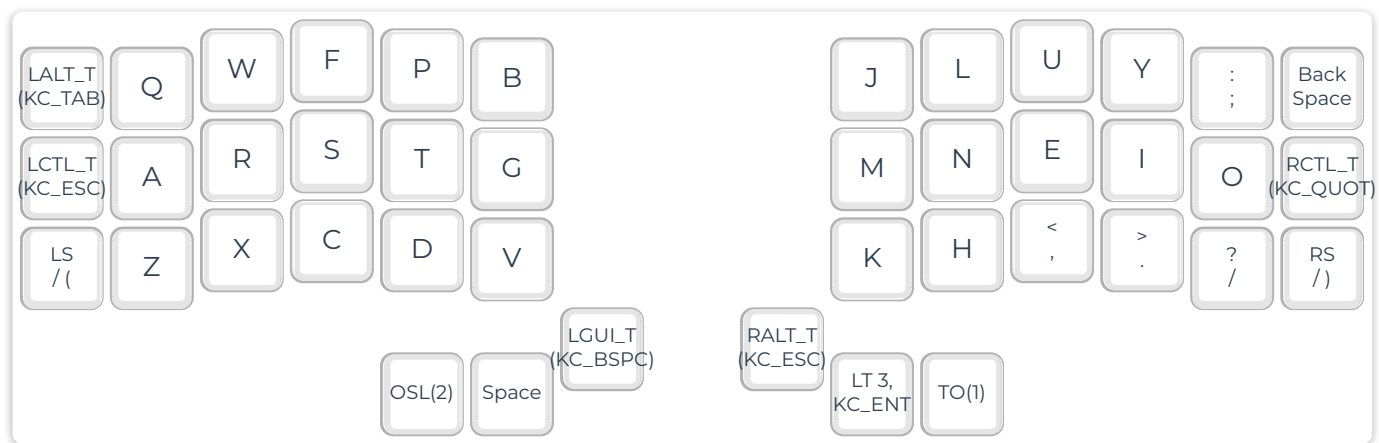 LALT_T
(KC_TAB)
Q
W
F
P
B
J
L
U
Y
:
;
Back
Space
LCTL_T
(KC_ESC)
A
R
S
T
G
M
N
E
I
O
RCTL_T
(KC_QUOT)
LS
/ (
Z
X
C
D
V
K
H
<
,
>
.
?
/
RS
/ )
OSL(2)
Space
LGUI_T
(KC_BSPC)
RALT_T
(KC_ESC)
LT 3,
KC_ENT
TO(1)